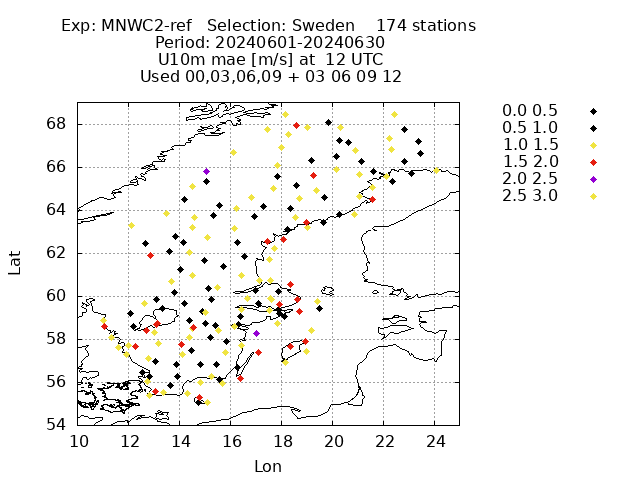 Exp: MNWC2-ref Selection: Sweden 174 stations
Period: 20240601-20240630
U10m mae [m/s] at 12 UTC
Used 00,03,06,09 + 03 06 09 12
0.0 0.5
0.5 1.0
1.0 1.5
1.5 2.0
2.0 2.5
2.5 3.0
68
66
64
62
60
58
56
54
Lat
10 12 14 16 18 20 22 24
Lon